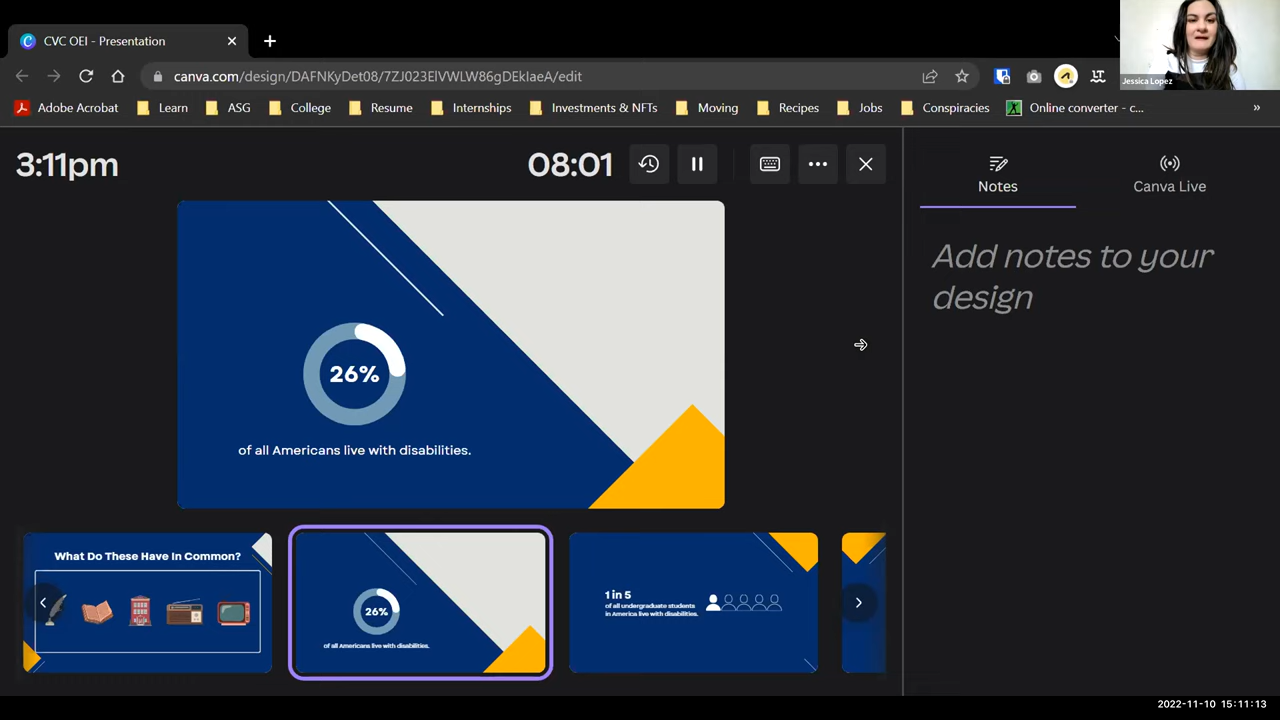 CVC OEI - Presentation
canva.com/design/DAFNKyDet08/7ZJ023ElVWLW86gDEkIaeA/edit
LT
Jessica Lopez
Adobe Acrobat
Learn
ASG
College
Resume
Internships
Investments & NFTs
Moving
Recipes
Jobs
Conspiracies
Online converter - c...
»
3:11pm
08:01
Notes
Canva Live
Add notes to your
design
26%
of all Americans live with disabilities.
What Do These Have In Common?
26%
of all Americans live with disabilities.
1 in 5
of all undergraduate students
in America live with disabilities.
2022-11-10 15:11:13